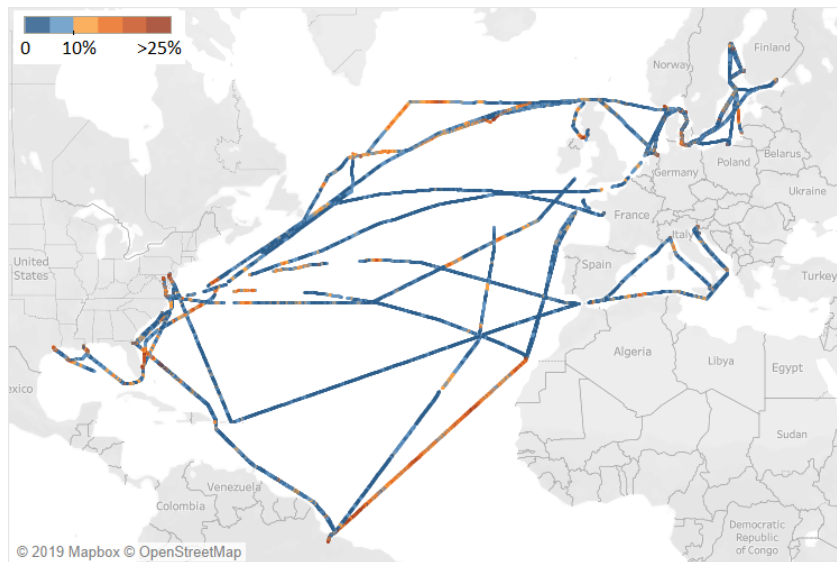 0 10% >25%
Finland
Norway
Belarus
Poland
Germany
Ukraine
France
Italy
United
States
Spain
Turkey
Algeria
Libya
Egypt
Sudan
Venezuela
Colombia
Democratic
Republic
of Congo
© 2019 Mapbox © OpenStreetMap